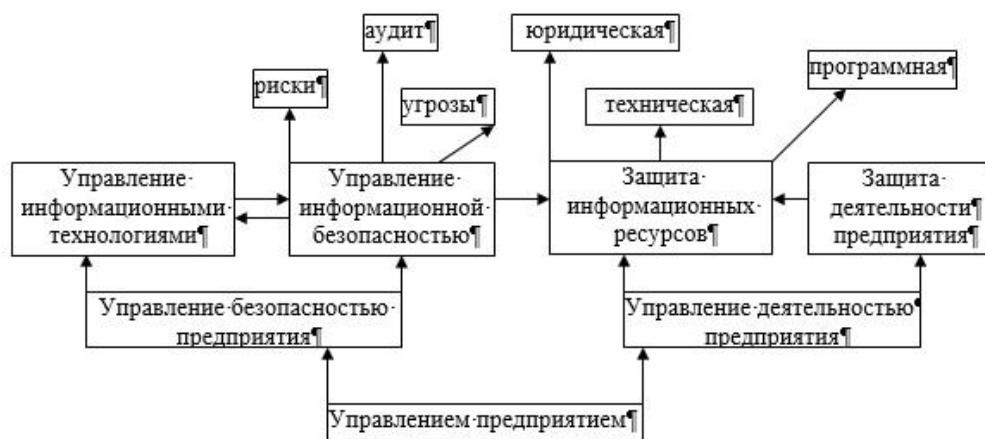 аудит¶
юридическая¶
программная¶
риски¶
угрозы¶
техническая¶
Управление·
информационными·
технологиями¶
Управление·
информационной·
безопасностью¶
Защита·
информационных·
ресурсов¶
Защита·
деятельности¶
предприятия¶
Управление·безопасностью·
предприятия¶
Управление·деятельностью¶
предприятия¶
Управлением·предприятием¶